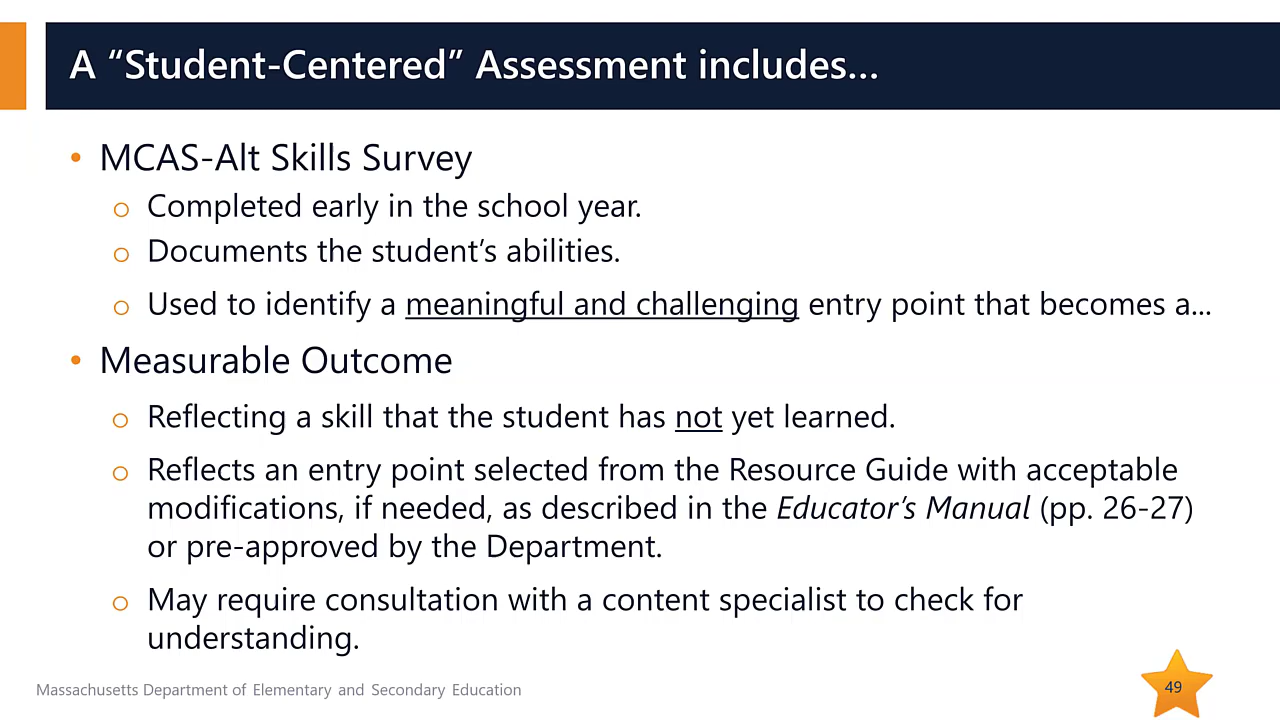 A “Student-Centered” Assessment includes…
• MCAS-Alt Skills Survey
o Completed early in the school year.
o Documents the student’s abilities.
o Used to identify a meaningful and challenging entry point that becomes a...
• Measurable Outcome
o Reflecting a skill that the student has not yet learned.
o Reflects an entry point selected from the Resource Guide with acceptable
modifications, if needed, as described in the Educator’s Manual (pp. 26-27)
or pre-approved by the Department.
o May require consultation with a content specialist to check for
understanding.
Massachusetts Department of Elementary and Secondary Education
49